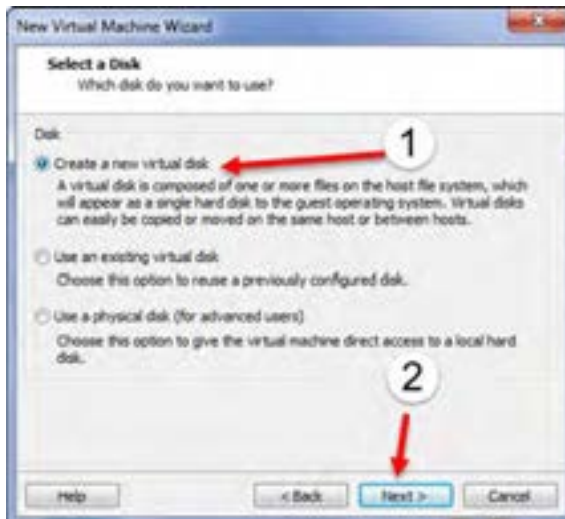 New Virtual Machine Wizard
Select a Disk
Which disk do you want to use?
Disk
1
Create a new virtual disk
A virtual disk is composed of one or more files on the host file system, which
will appear as a single hard disk to the guest operating system. Virtual disks
can easily be copied or moved on the same host or between hosts.
Use an existing virtual disk
Choose this option to reuse a previously configured disk.
Use a physical disk (for advanced users)
Choose this option to give the virtual machine direct access to a local hard
disk.
2
Help
< Back
Next >
Cancel